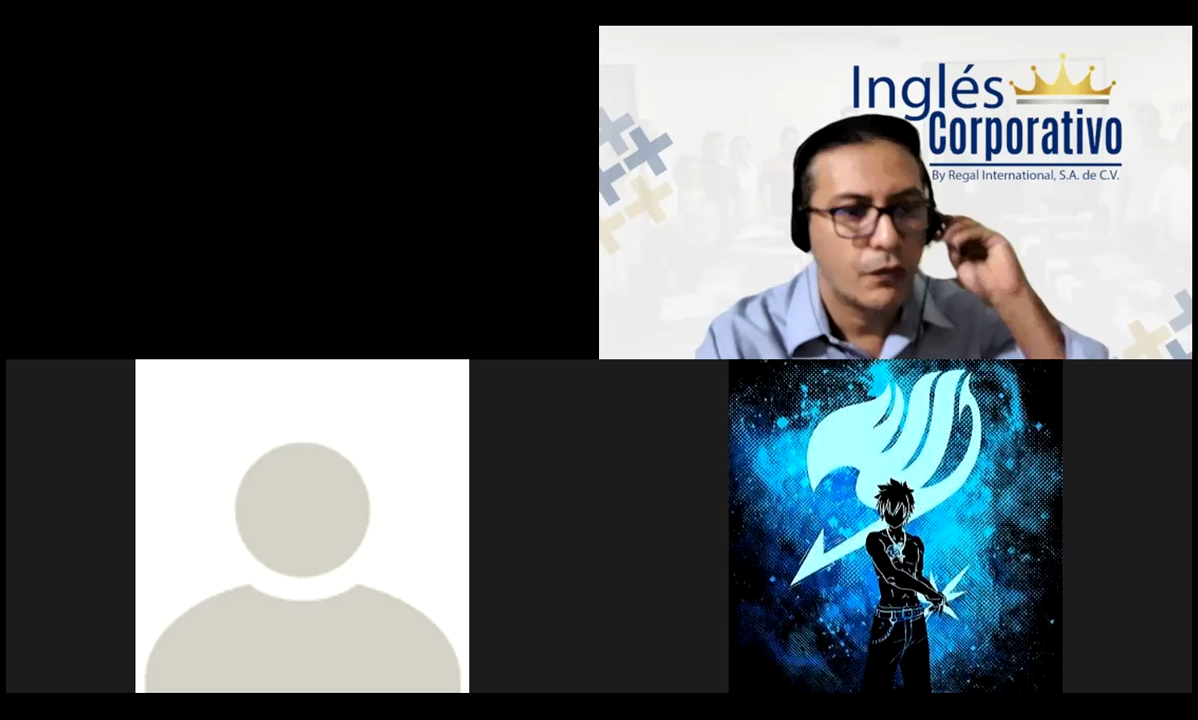 Inglés
Corporativo
By Regal International, S.A. de C.V.